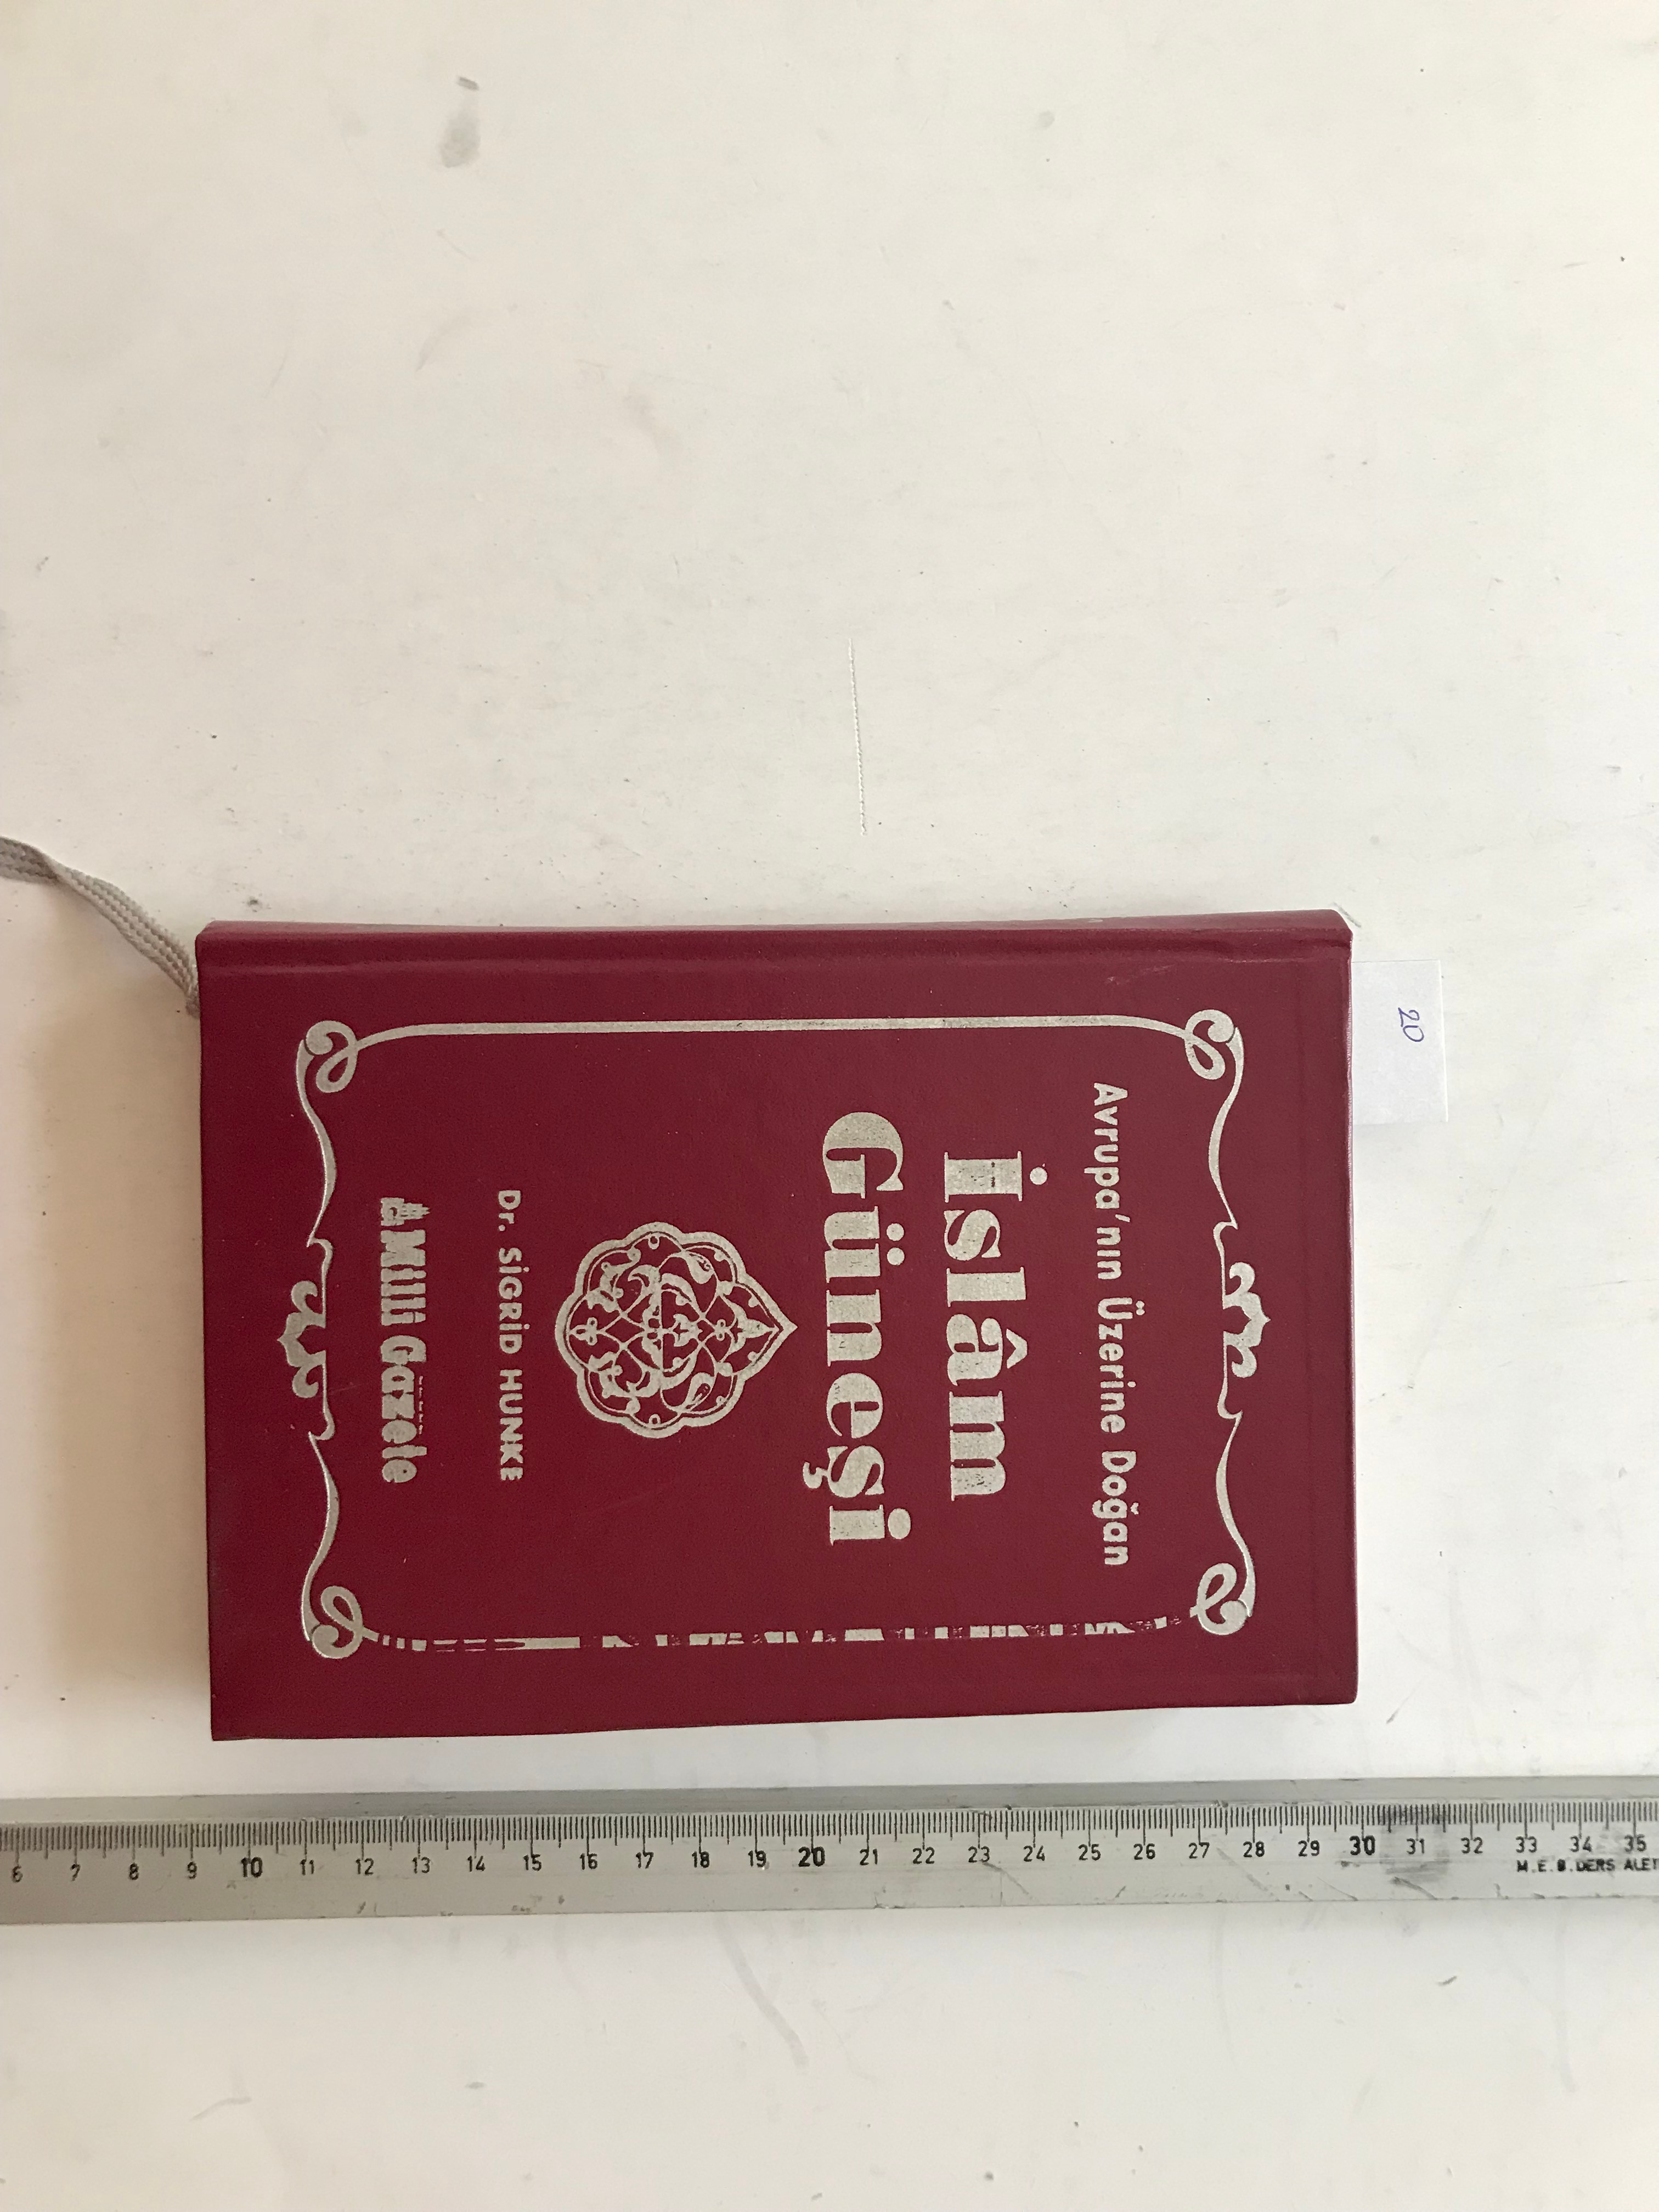 20
Avrupa'nın Üzerine Doğan
İslâm
Güneşi
Dr. SİGRİD HUNKE
Milli Gazete
6 7 8 9 10 11 12 13 14 15 16 17 18 19 20 21 22 23 24 25 26 27 28 29 30 31 32 33 34 35
M.E.B. DERS ALET